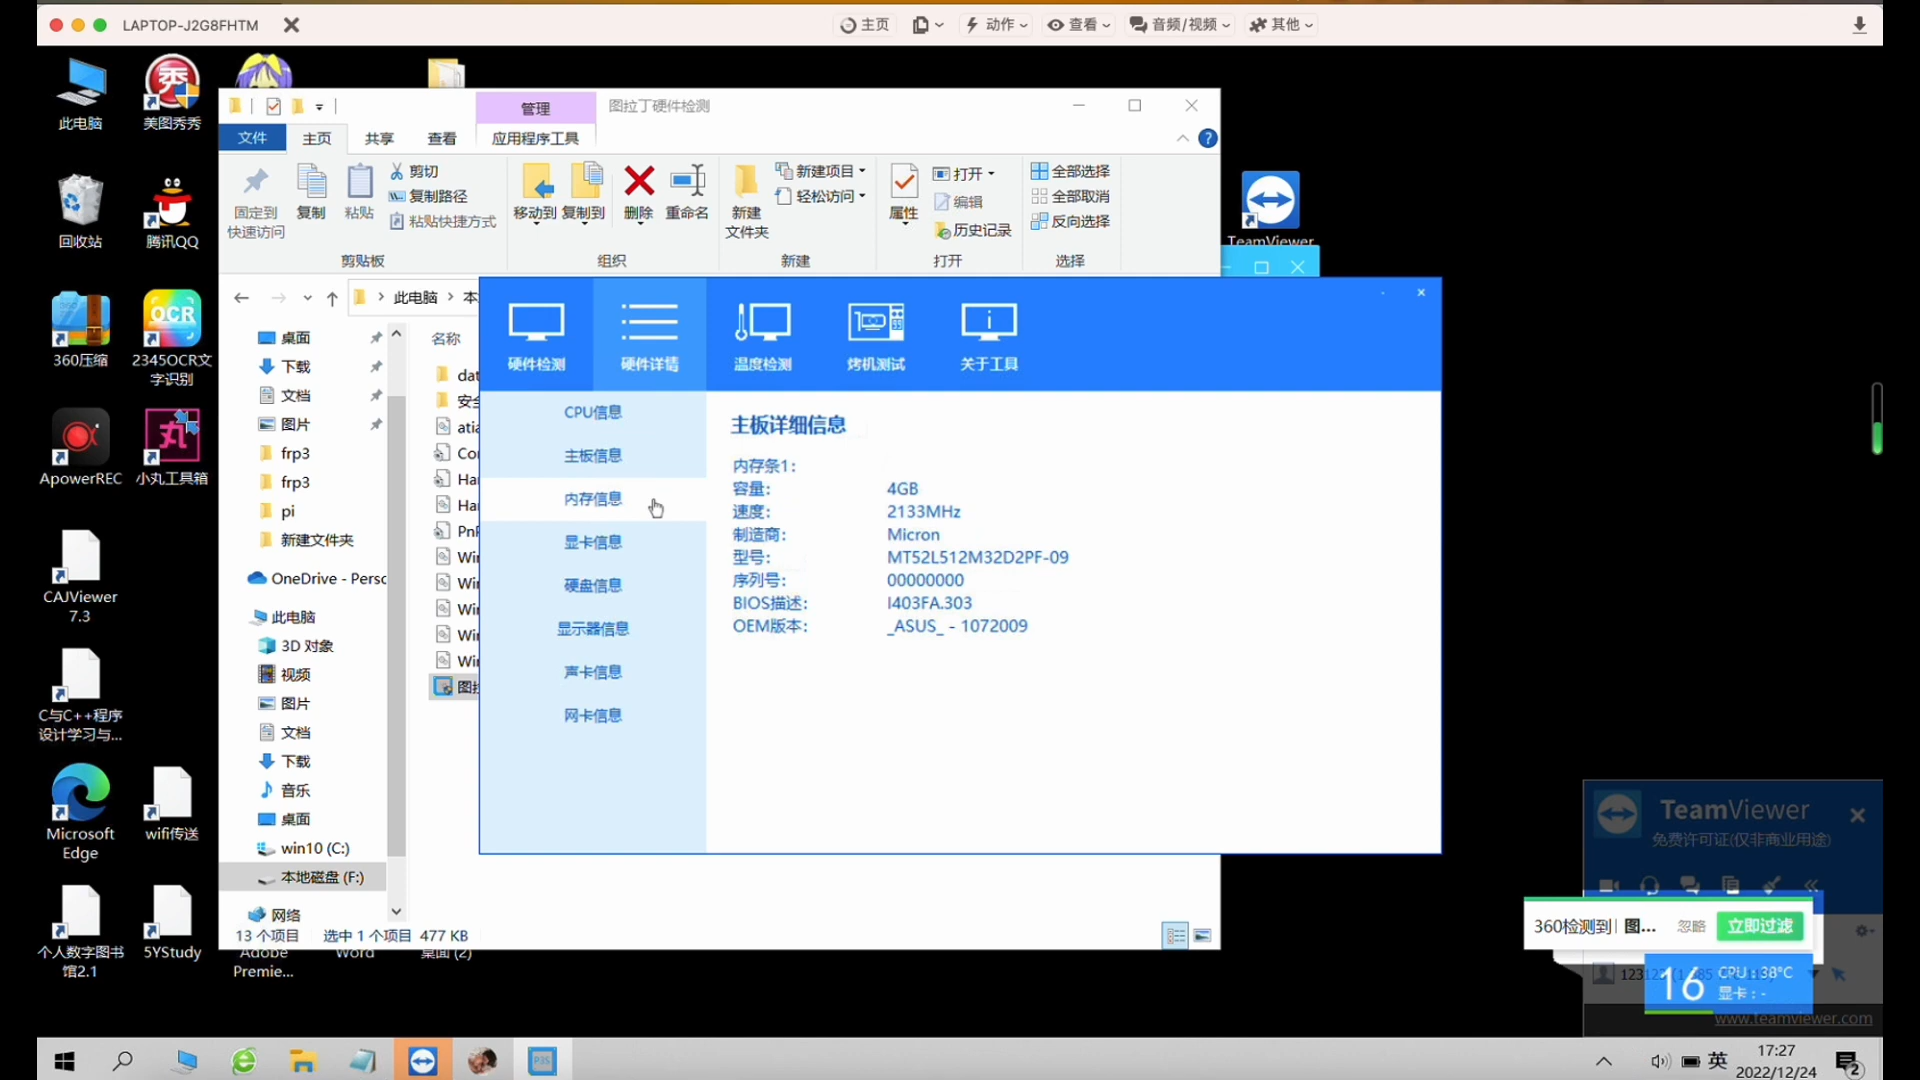 LAPTOP-J2G8FHTM
主页
动作
查看
音频/视频
其他
此电脑
美图秀秀
回收站
腾讯QQ
360压缩
2345OCR文
字识别
ApowerREC
小丸工具箱
CAJViewer
7.3
C与C++程序
设计学习与...
Microsoft
Edge
wifi传送
个人数字图书
馆2.1
5YStudy
Adobe
Premie...
Word
桌面 (2)
TeamViewer
管理
图拉丁硬件检测
文件
主页
共享
查看
应用程序工具
固定到
快速访问
复制
粘贴
剪切
复制路径
粘贴快捷方式
剪贴板
移动到
复制到
删除
重命名
组织
新建
文件夹
新建项目
轻松访问
新建
属性
打开
编辑
历史记录
打开
全部选择
全部取消
反向选择
选择
此电脑
名称
桌面
下载
文档
图片
frp3
frp3
pi
新建文件夹
OneDrive - Perso
此电脑
3D 对象
视频
图片
文档
下载
音乐
桌面
win10 (C:)
本地磁盘 (F:)
网络
13 个项目
选中 1 个项目 477 KB
硬件检测
硬件详情
温度检测
烤机测试
关于工具
CPU信息
主板信息
内存信息
显卡信息
硬盘信息
显示器信息
声卡信息
网卡信息
主板详细信息
内存条1:
容量: 4GB
速度: 2133MHz
制造商: Micron
型号: MT52L512M32D2PF-09
序列号: 00000000
BIOS描述: I403FA.303
OEM版本: _ASUS_ - 1072009
TeamViewer
免费许可证(仅非商业用途)
360检测到
图...
忽略
立即过滤
16
CPU : 38°C
显卡 : -
www.teamviewer.com
P3S
英
17:27
2022/12/24
2